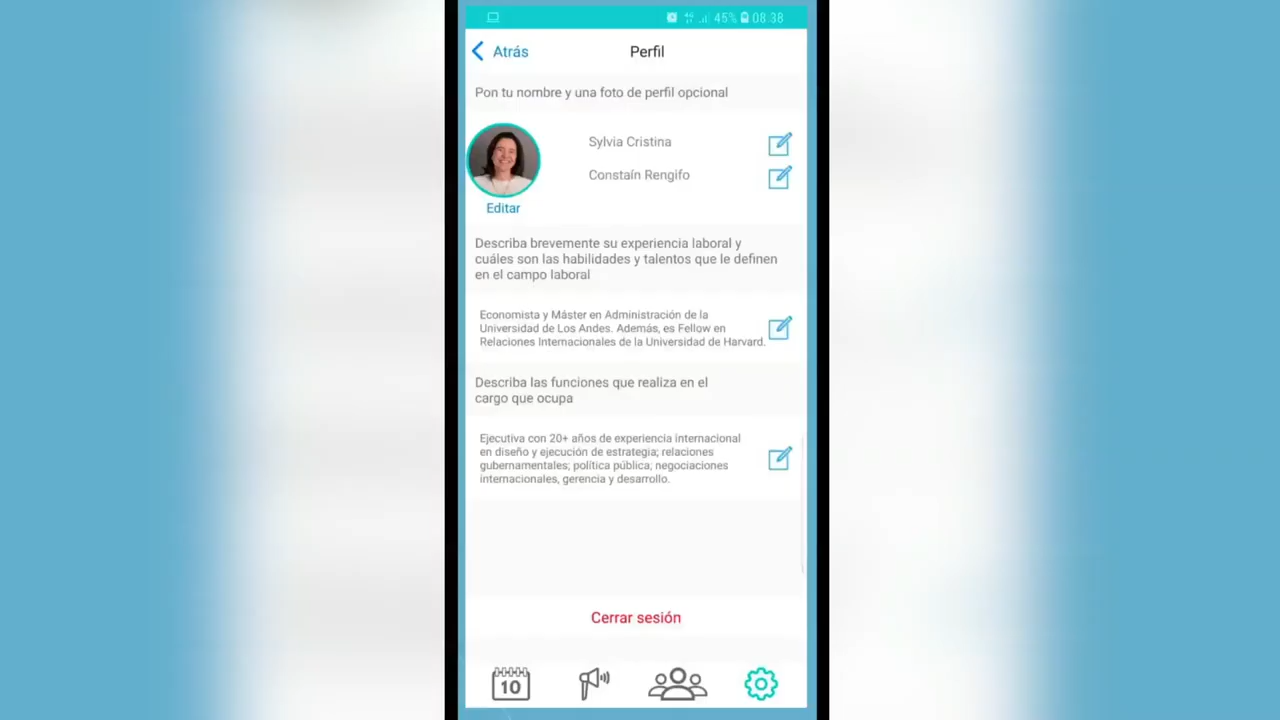 45% 08:38
Atrás
Perfil
Pon tu nombre y una foto de perfil opcional
Sylvia Cristina
Constaín Rengifo
Editar
Describa brevemente su experiencia laboral y
cuáles son las habilidades y talentos que le definen
en el campo laboral
Economista y Máster en Administración de la
Universidad de Los Andes. Además, es Fellow en
Relaciones Internacionales de la Universidad de Harvard.
Describa las funciones que realiza en el
cargo que ocupa
Ejecutiva con 20+ años de experiencia internacional
en diseño y ejecución de estrategia; relaciones
gubernamentales; política pública; negociaciones
internacionales, gerencia y desarrollo.
Cerrar sesión
10